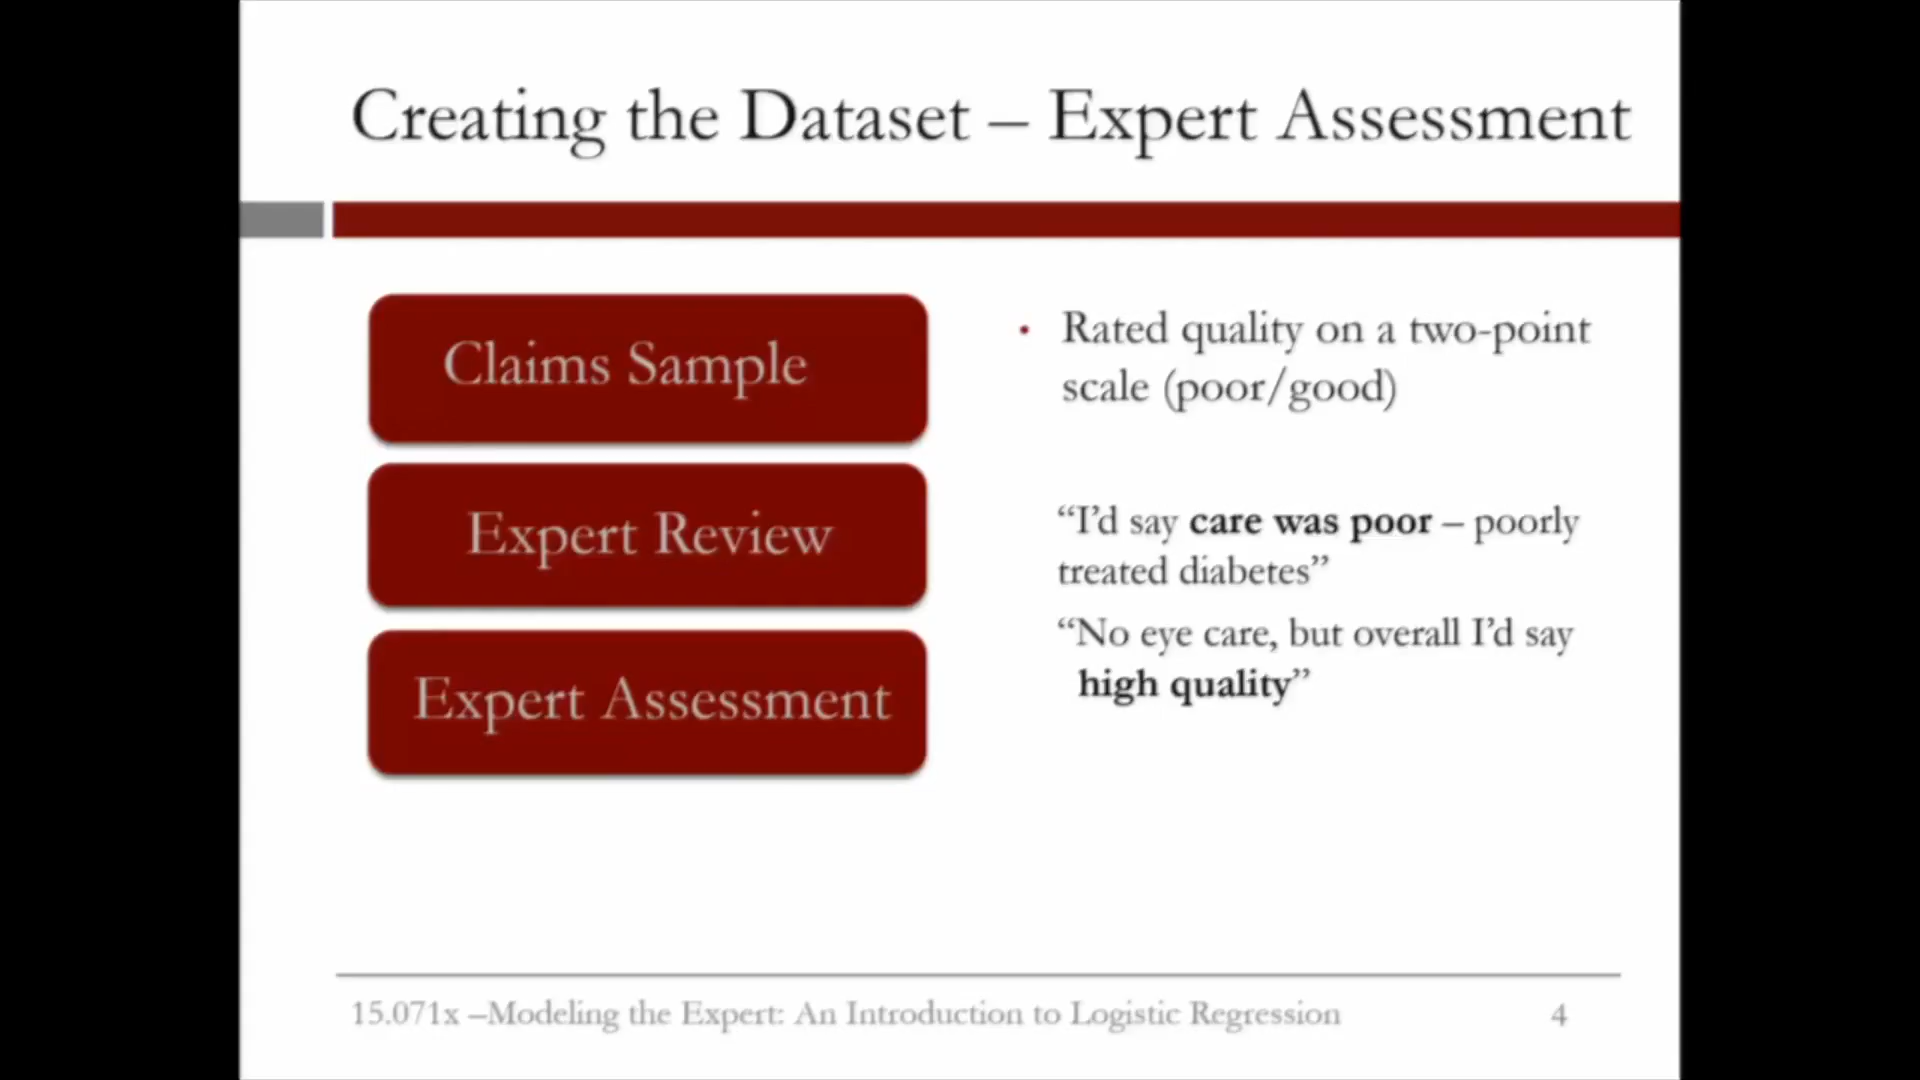 Creating the Dataset – Expert Assessment
Claims Sample
Expert Review
Expert Assessment
• Rated quality on a two-point
scale (poor/good)
“I’d say care was poor – poorly
treated diabetes”
“No eye care, but overall I’d say
high quality”
15.071x –Modeling the Expert: An Introduction to Logistic Regression
4